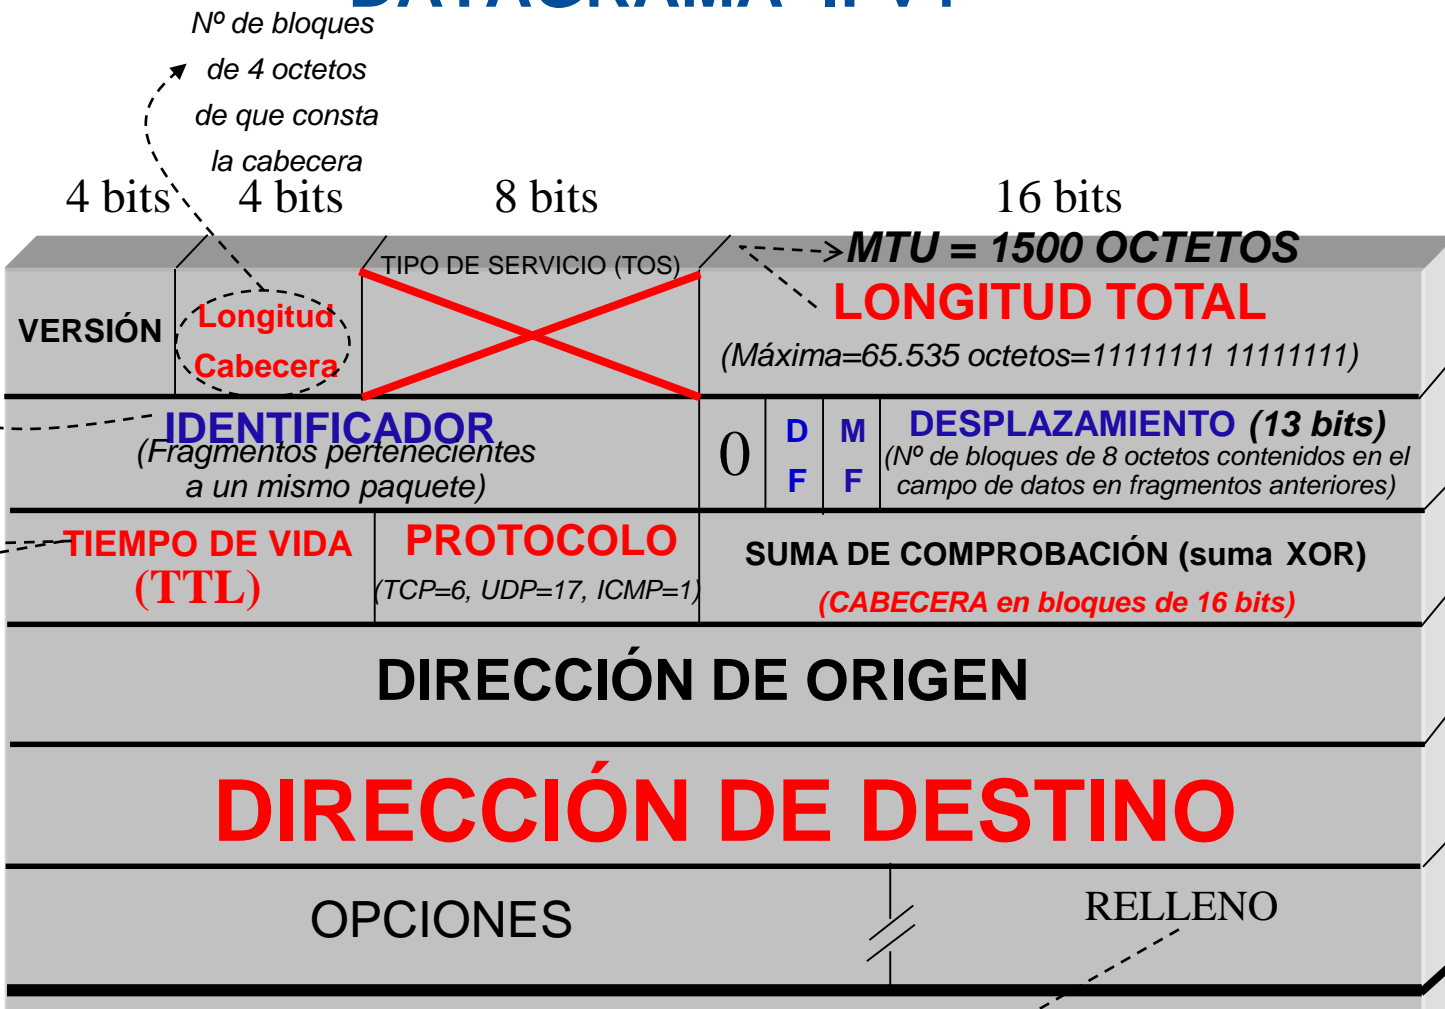 Nº de bloques
de 4 octetos
de que consta
la cabecera
4 bits 4 bits 8 bits 16 bits
MTU = 1500 OCTETOS
TIPO DE SERVICIO (TOS)
VERSIÓN
Longitud
Cabecera
LONGITUD TOTAL
(Máxima=65.535 octetos=11111111 11111111)
IDENTIFICADOR
(Fragmentos pertenecientes
a un mismo paquete)
0
D
F
M
F
DESPLAZAMIENTO (13 bits)
(Nº de bloques de 8 octetos contenidos en el
campo de datos en fragmentos anteriores)
TIEMPO DE VIDA
(TTL)
PROTOCOLO
(TCP=6, UDP=17, ICMP=1)
SUMA DE COMPROBACIÓN (suma XOR)
(CABECERA en bloques de 16 bits)
DIRECCIÓN DE ORIGEN
DIRECCIÓN DE DESTINO
OPCIONES
RELLENO